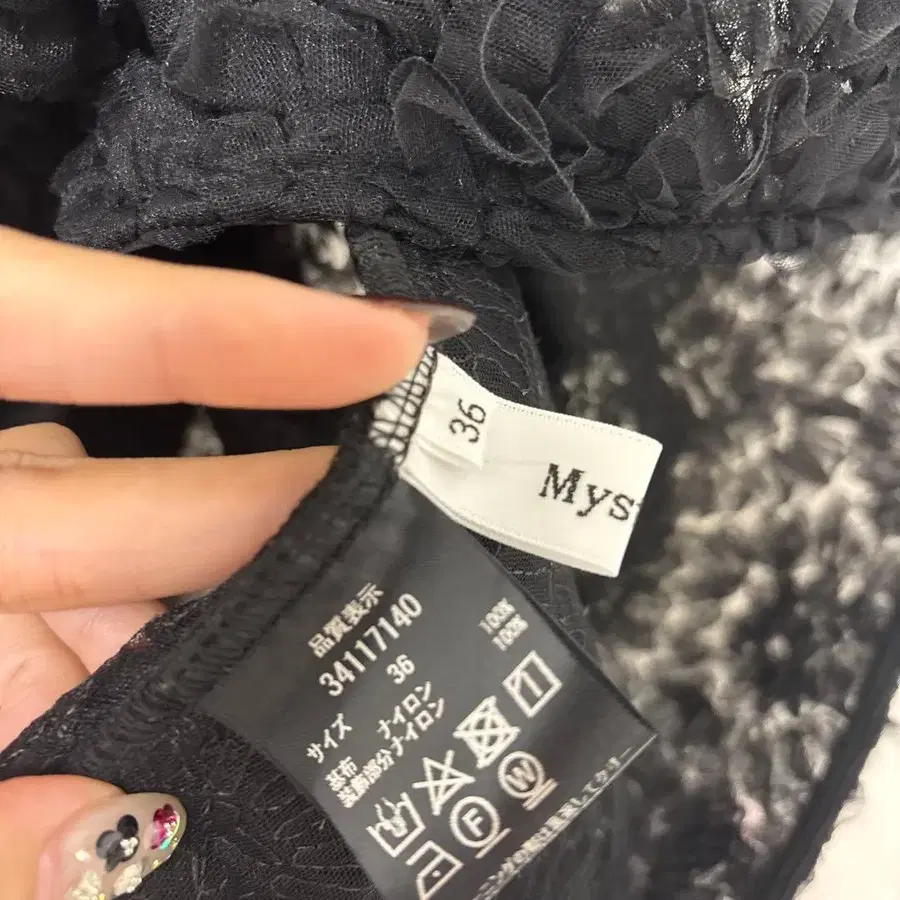 36
Mys
品質表示
34117140
サイズ 36
基布 ナイロン 100%
装飾部分 ナイロン 100%
F
W